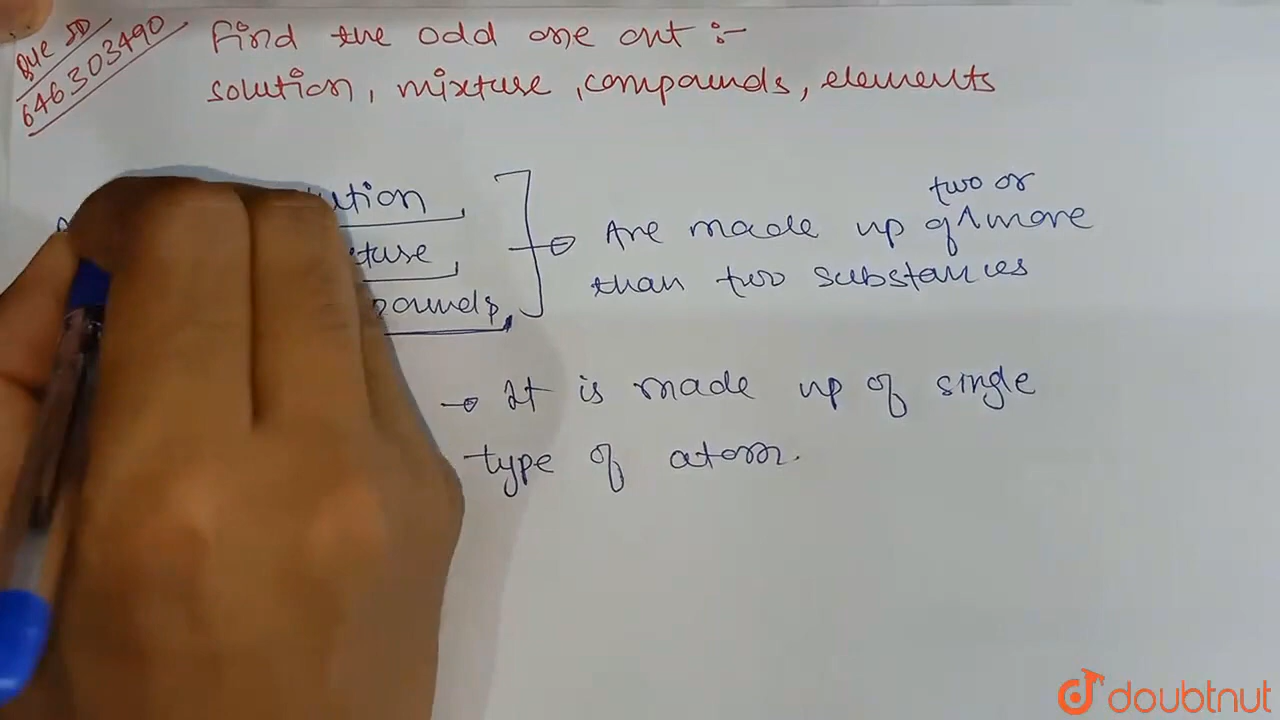 Que 50
646303490
Find the odd one out :-
solution, mixture, compounds, elements
Are made up of two or more
than two substances
→ It is made up of single
type of atom.
doubtnut